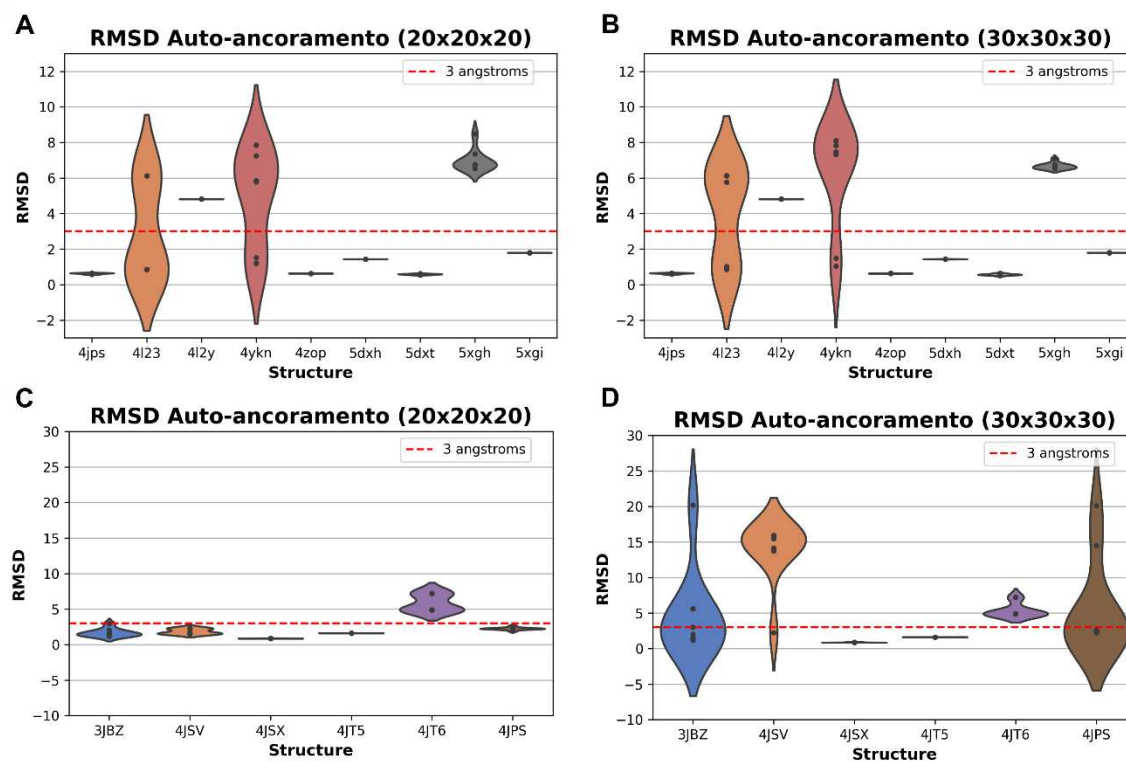 A
RMSD Auto-ancoramento (20x20x20)
3 angstroms
12
10
8
6
4
2
0
−2
RMSD
4jps 4l23 4l2y 4ykn 4zop 5dxh 5dxt 5xgh 5xgi
Structure
B
RMSD Auto-ancoramento (30x30x30)
3 angstroms
12
10
8
6
4
2
0
−2
RMSD
4jps 4l23 4l2y 4ykn 4zop 5dxh 5dxt 5xgh 5xgi
Structure
C
RMSD Auto-ancoramento (20x20x20)
3 angstroms
30
25
20
15
10
5
0
−5
−10
RMSD
3JBZ 4JSV 4JSX 4JT5 4JT6 4JPS
Structure
D
RMSD Auto-ancoramento (30x30x30)
3 angstroms
30
25
20
15
10
5
0
−5
−10
RMSD
3JBZ 4JSV 4JSX 4JT5 4JT6 4JPS
Structure